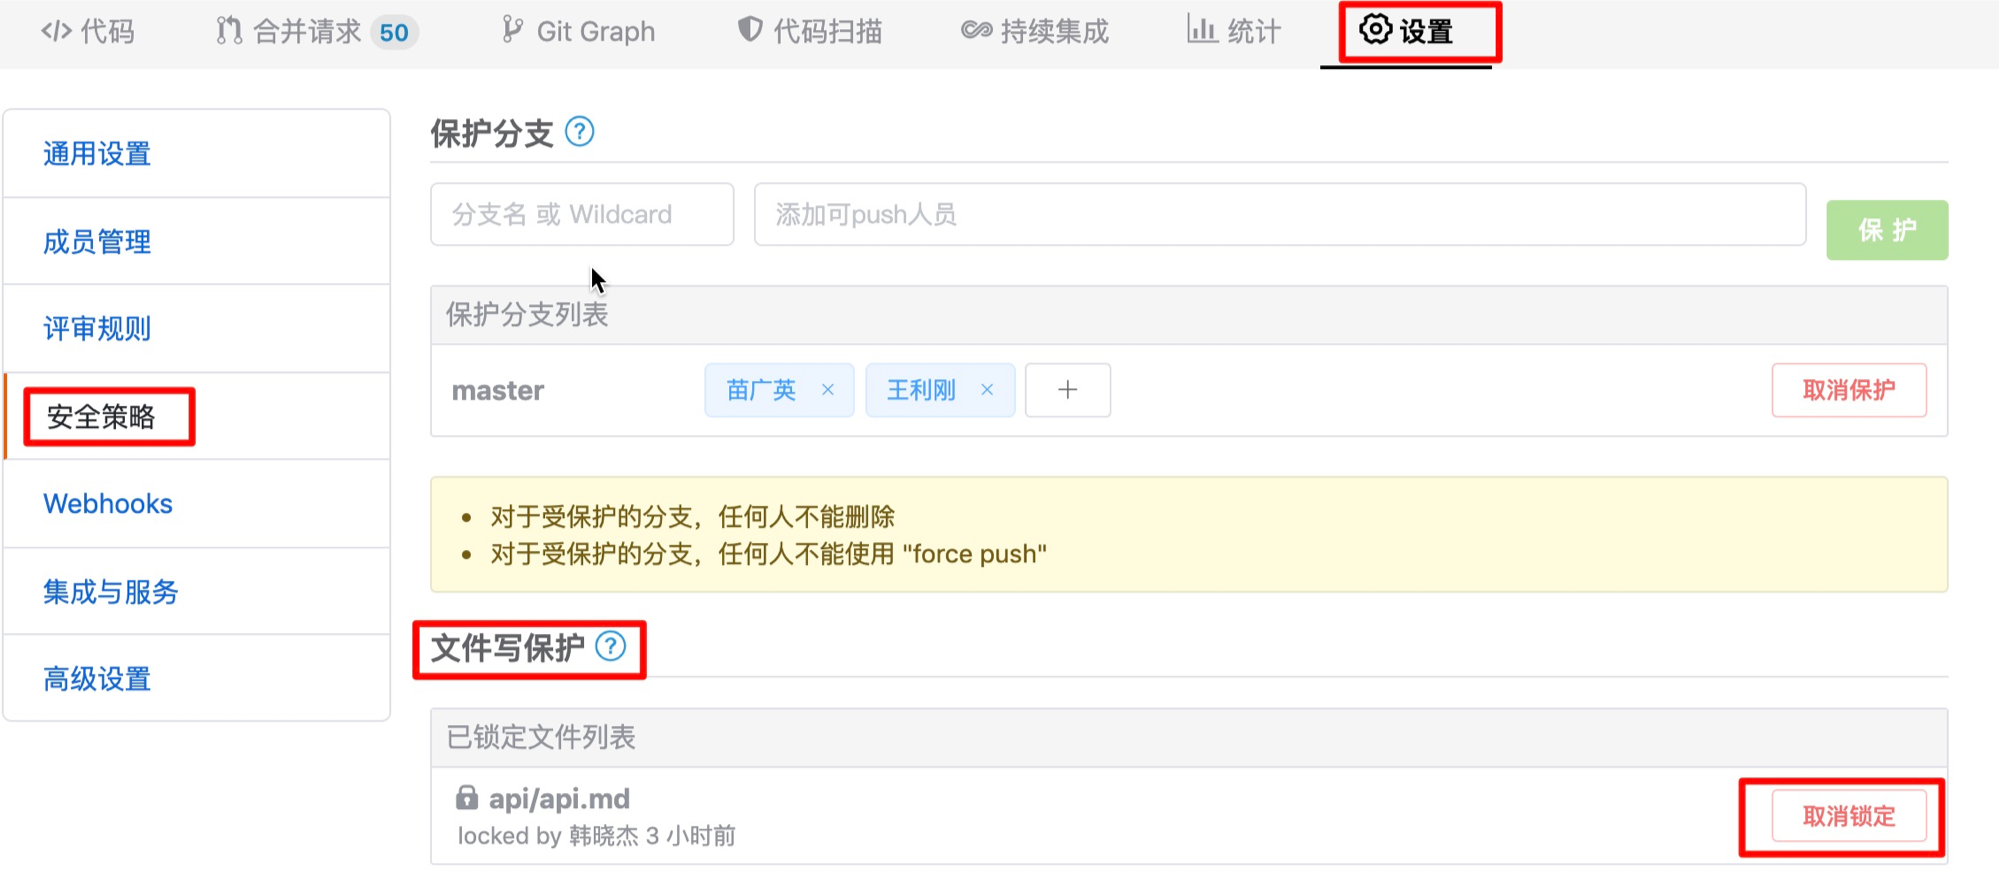 </> 代码 合并请求 50 Git Graph 代码扫描 持续集成 统计 设置
通用设置
成员管理
评审规则
安全策略
Webhooks
集成与服务
高级设置
保护分支 ?
分支名 或 Wildcard 添加可push人员 保 护
保护分支列表
master 苗广英 × 王利刚 × + 取消保护
• 对于受保护的分支，任何人不能删除
• 对于受保护的分支，任何人不能使用 "force push"
文件写保护 ?
已锁定文件列表
api/api.md
locked by 韩晓杰 3 小时前
取消锁定